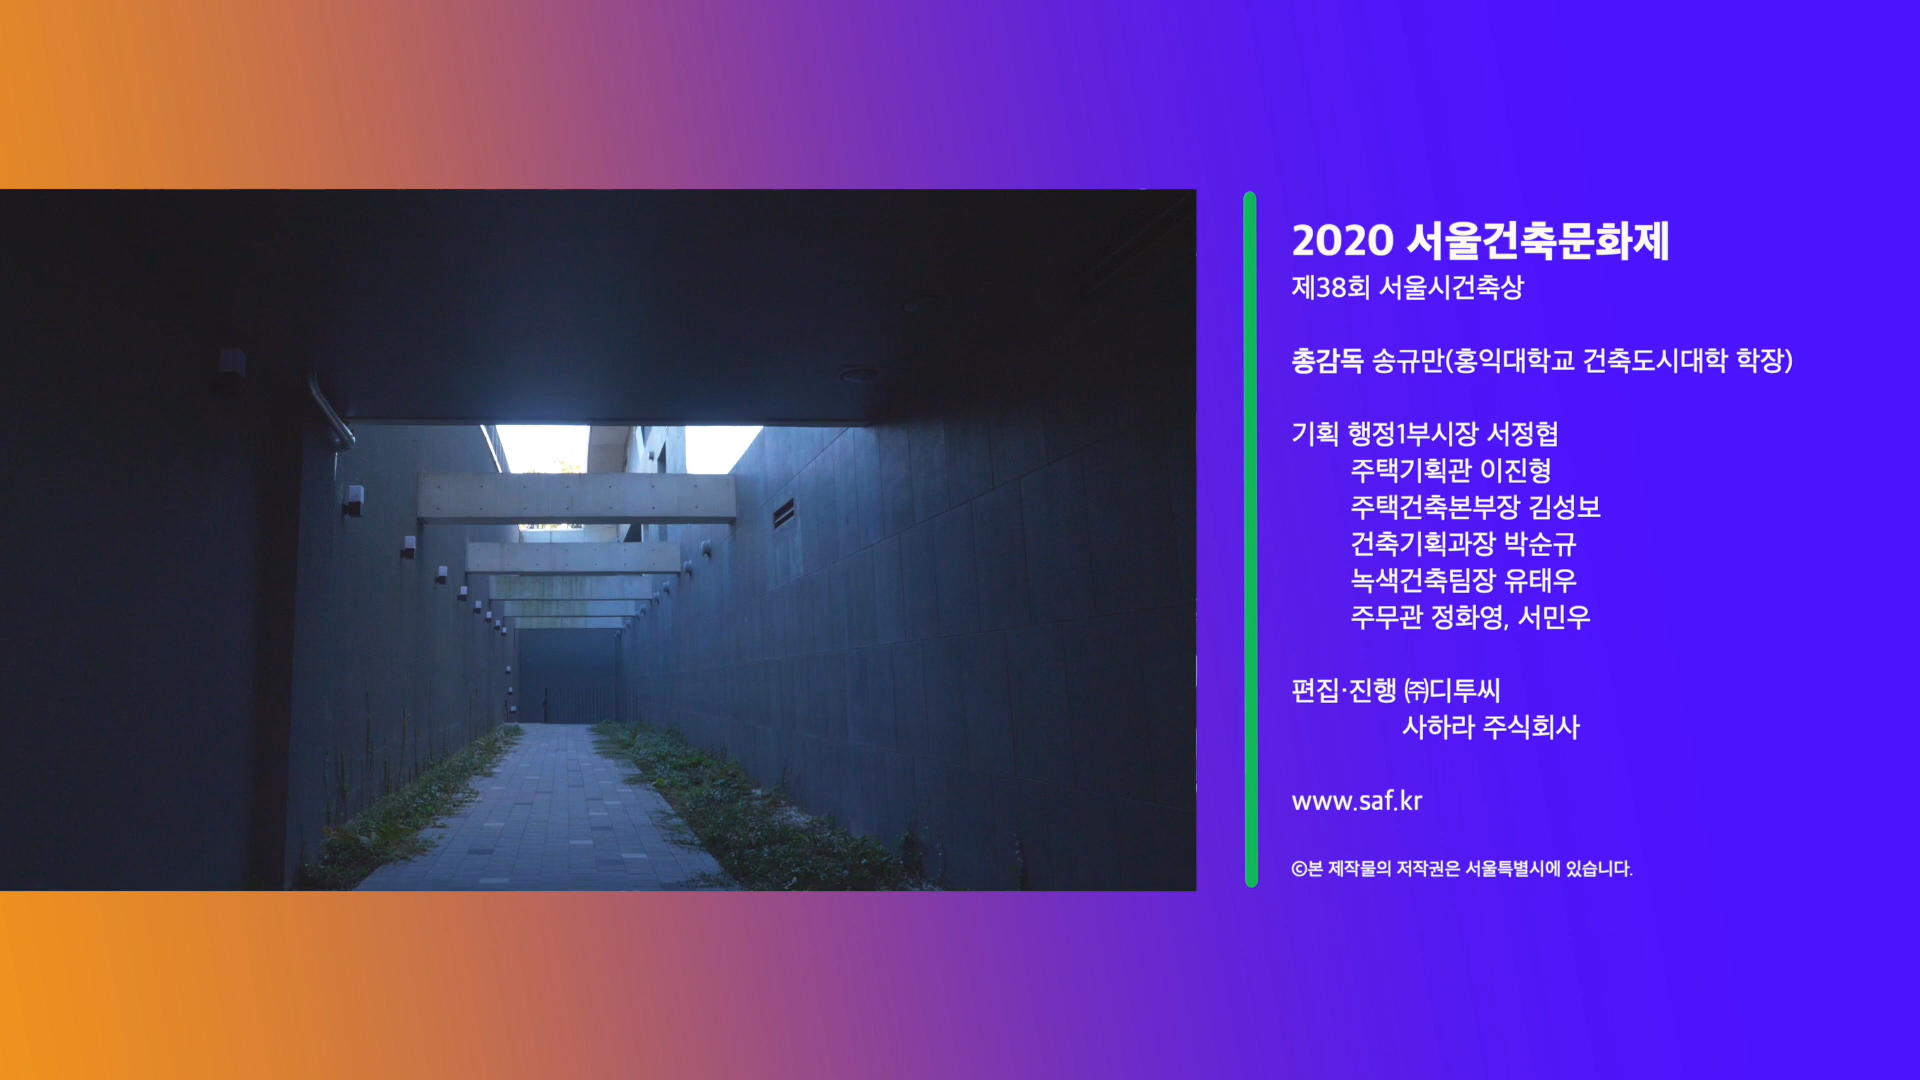 2020 서울건축문화제
제38회 서울시건축상
총감독 송규만(홍익대학교 건축도시대학 학장)
기획 행정1부시장 서정협
주택기획관 이진형
주택건축본부장 김성보
건축기획과장 박순규
녹색건축팀장 유태우
주무관 정화영, 서민우
편집·진행 ㈜디투씨
사하라 주식회사
www.saf.kr
©본 제작물의 저작권은 서울특별시에 있습니다.